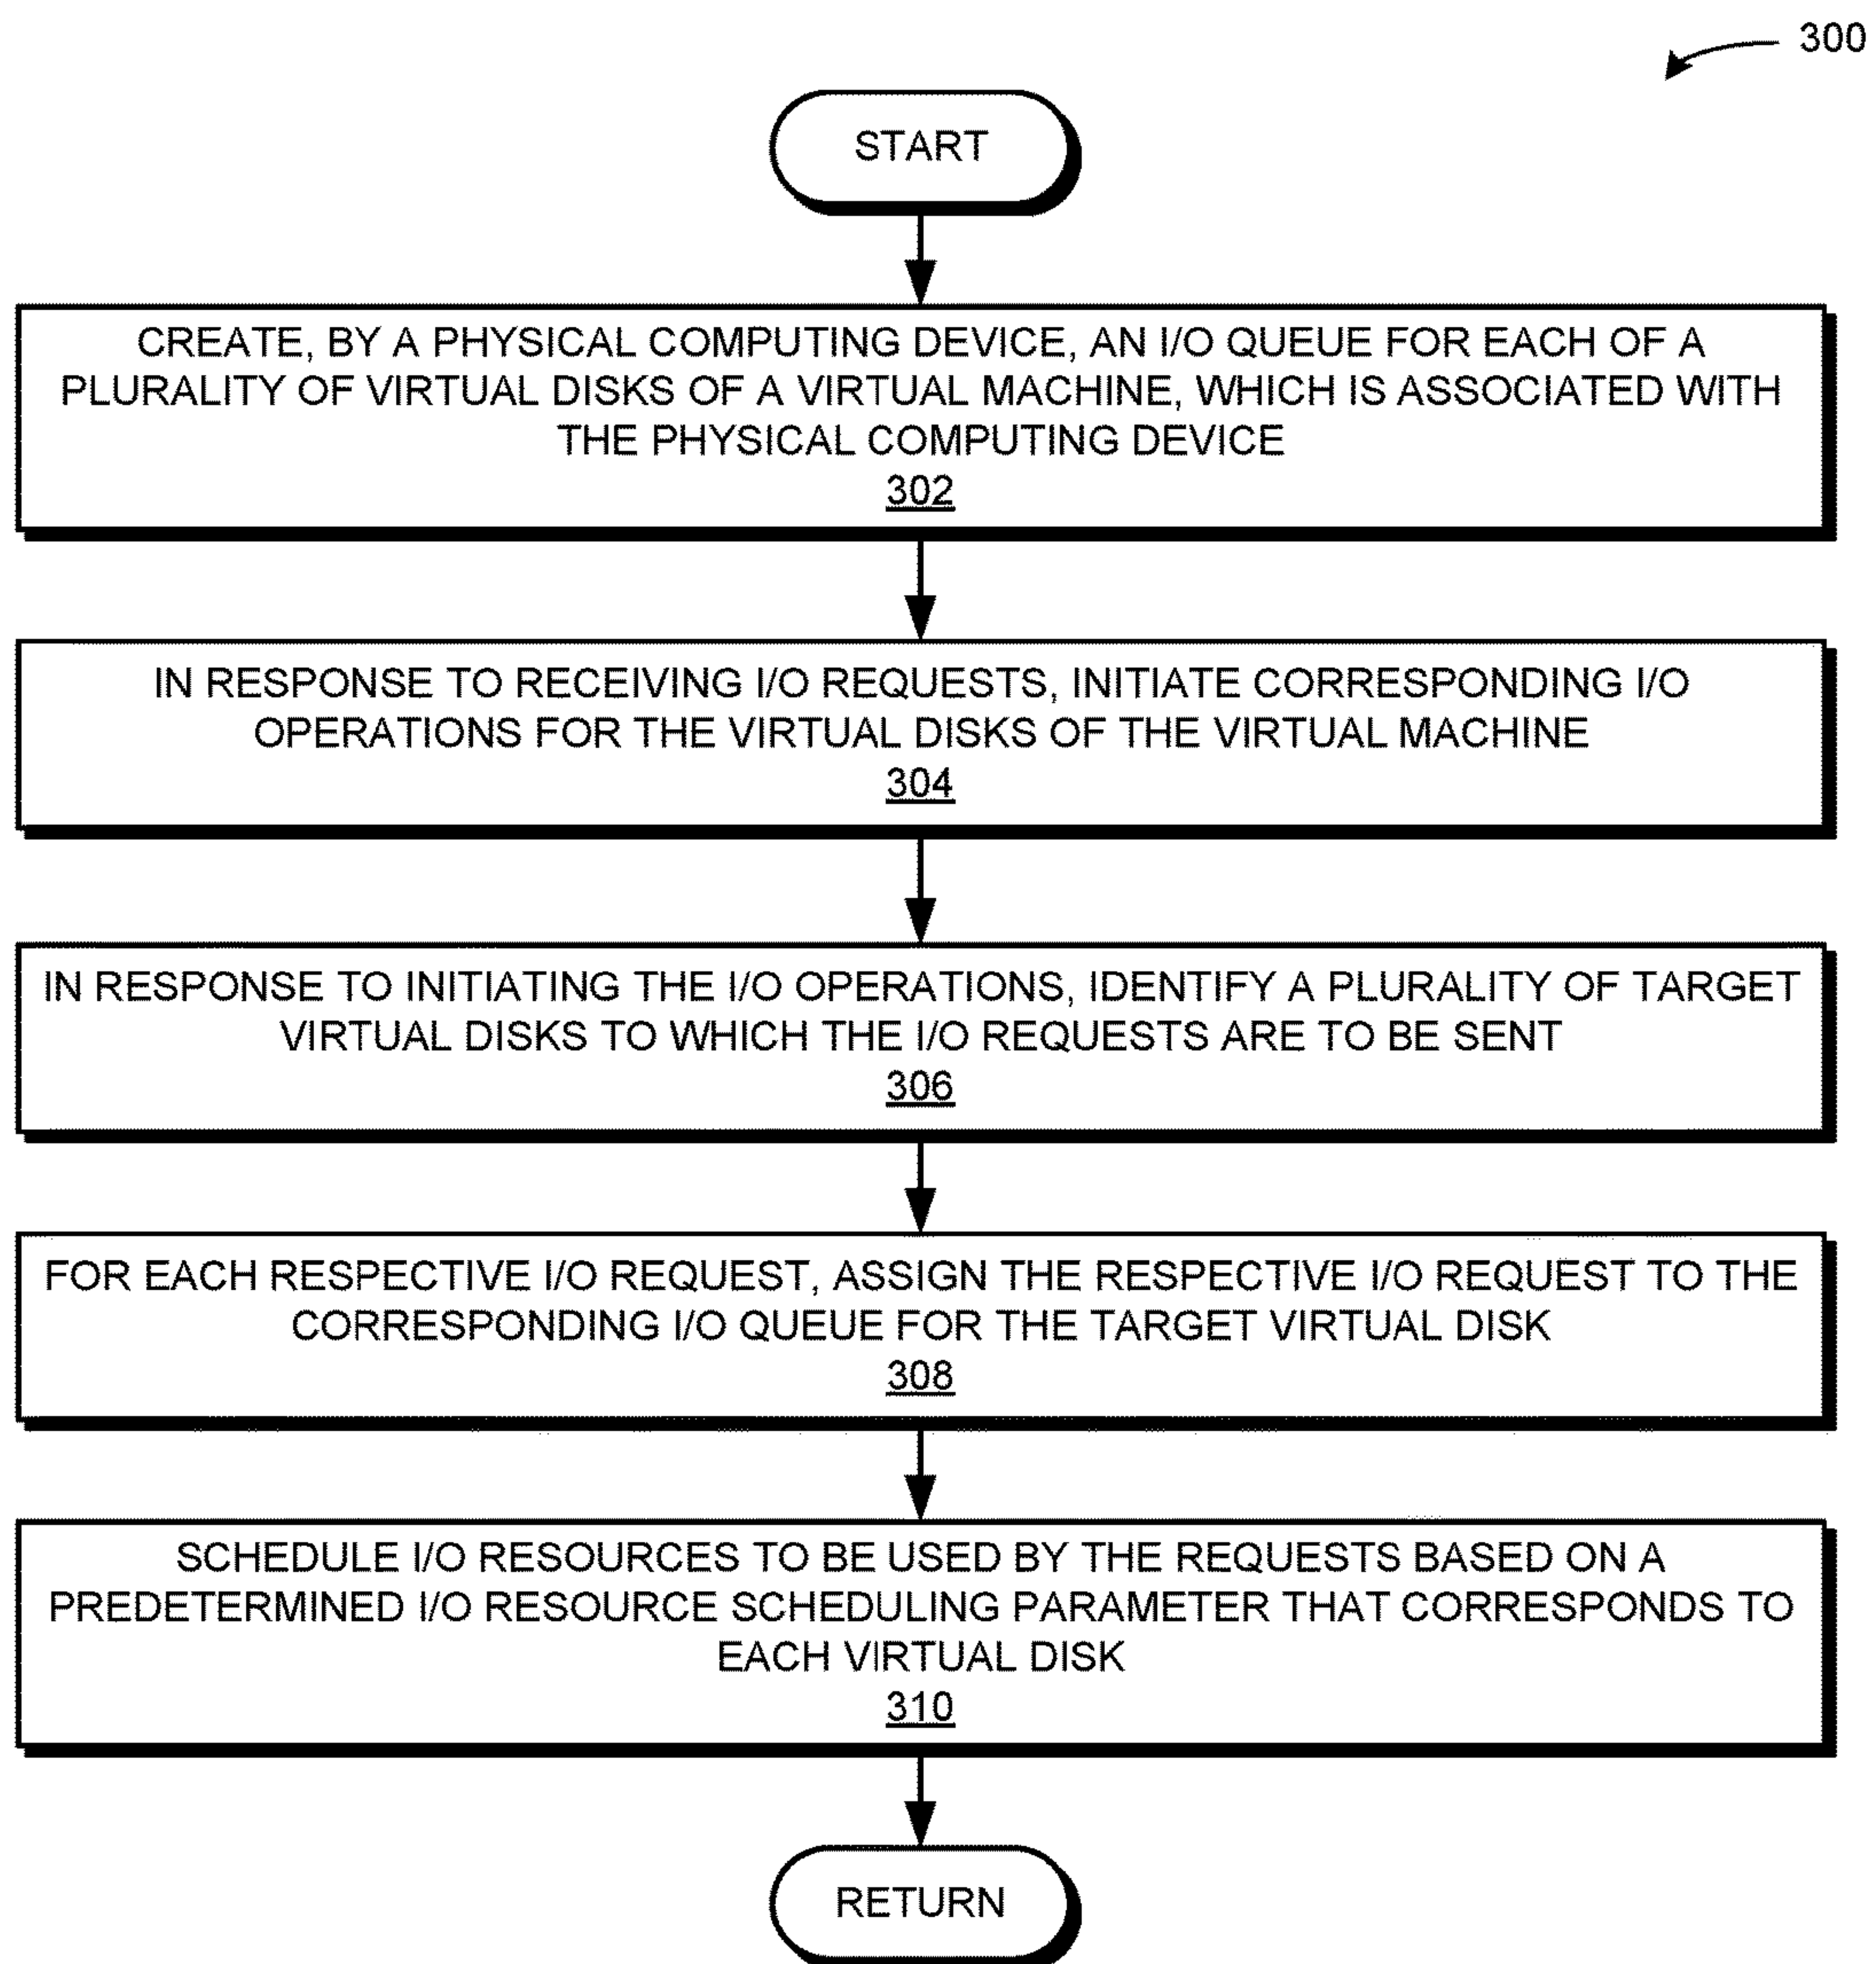 300
START
CREATE, BY A PHYSICAL COMPUTING DEVICE, AN I/O QUEUE FOR EACH OF A
PLURALITY OF VIRTUAL DISKS OF A VIRTUAL MACHINE, WHICH IS ASSOCIATED WITH
THE PHYSICAL COMPUTING DEVICE
302
IN RESPONSE TO RECEIVING I/O REQUESTS, INITIATE CORRESPONDING I/O
OPERATIONS FOR THE VIRTUAL DISKS OF THE VIRTUAL MACHINE
304
IN RESPONSE TO INITIATING THE I/O OPERATIONS, IDENTIFY A PLURALITY OF TARGET
VIRTUAL DISKS TO WHICH THE I/O REQUESTS ARE TO BE SENT
306
FOR EACH RESPECTIVE I/O REQUEST, ASSIGN THE RESPECTIVE I/O REQUEST TO THE
CORRESPONDING I/O QUEUE FOR THE TARGET VIRTUAL DISK
308
SCHEDULE I/O RESOURCES TO BE USED BY THE REQUESTS BASED ON A
PREDETERMINED I/O RESOURCE SCHEDULING PARAMETER THAT CORRESPONDS TO
EACH VIRTUAL DISK
310
RETURN